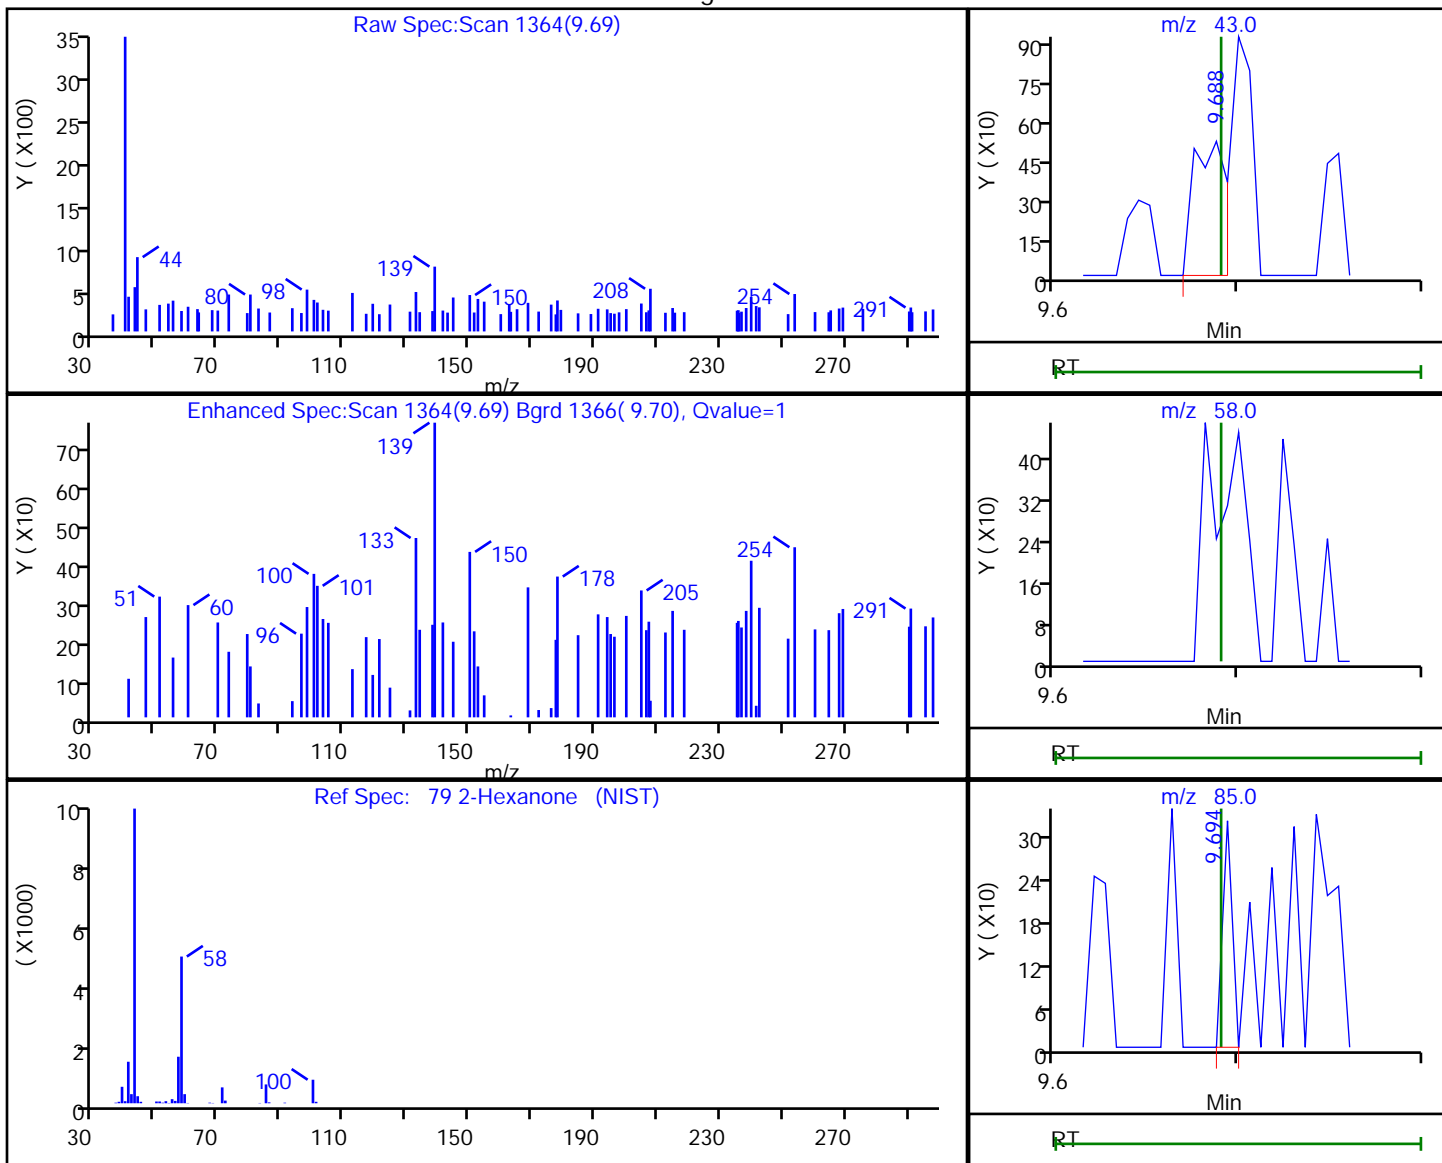 Raw Spec:Scan 1364(9.69)
35
30
25
20
15
10
5
0
Y ( X100)
44
80
98
139
150
208
254
291
30 70 110 150 190 230 270
m/z
m/z 43.0
90
75
60
45
30
15
0
Y ( X10)
9.688
9.6
Min
RT
Enhanced Spec:Scan 1364(9.69) Bgrd 1366( 9.70), Qvalue=1
70
60
50
40
30
20
10
0
Y ( X10)
51
60
96
100
101
133
139
150
178
205
254
291
30 70 110 150 190 230 270
m/z
m/z 58.0
40
32
24
16
8
0
Y ( X10)
9.6
Min
RT
Ref Spec: 79 2-Hexanone (NIST)
10
8
6
4
2
0
( X1000)
58
100
30 70 110 150 190 230 270
m/z 85.0
30
24
18
12
6
0
Y ( X10)
9.694
9.6
Min
RT